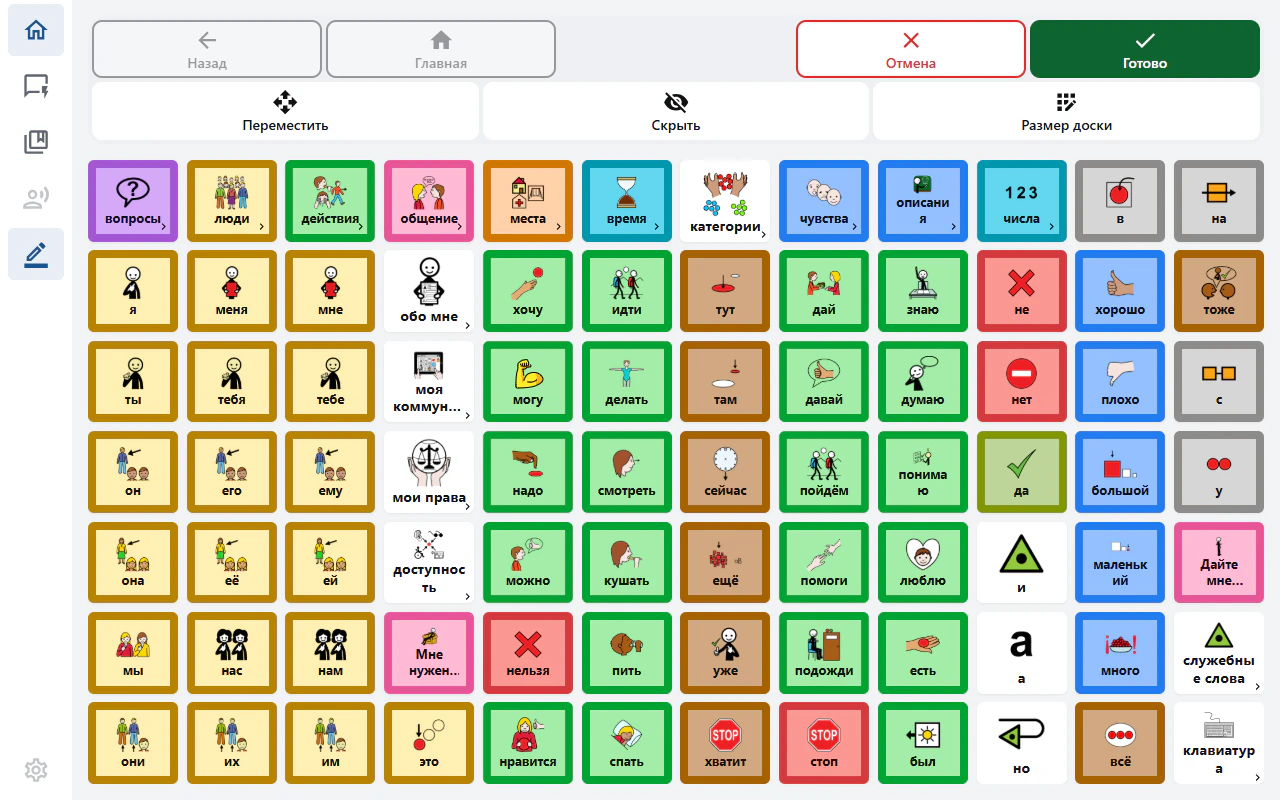 Назад
Главная
Отмена
Готово
Переместить
Скрыть
Размер доски
?
вопросы
люди
действия
общение
места
время
категории
чувства
описани
я
1 2 3
числа
в
на
я
меня
мне
обо мне
хочу
идти
тут
дай
знаю
не
хорошо
тоже
ты
тебя
тебе
моя
коммун...
могу
делать
там
давай
думаю
нет
плохо
с
он
его
ему
мои права
надо
смотреть
сейчас
пойдём
понима
ю
да
большой
у
она
её
ей
доступнос
ть
можно
кушать
ещё
помоги
люблю
и
маленьк
ий
Дайте
мне...
мы
нас
нам
Мне
нужен...
нельзя
пить
уже
подожди
есть
a
а
много
служебны
е слова
они
их
им
это
нравится
спать
STOP
хватит
STOP
стоп
был
но
всё
клавиатур
а